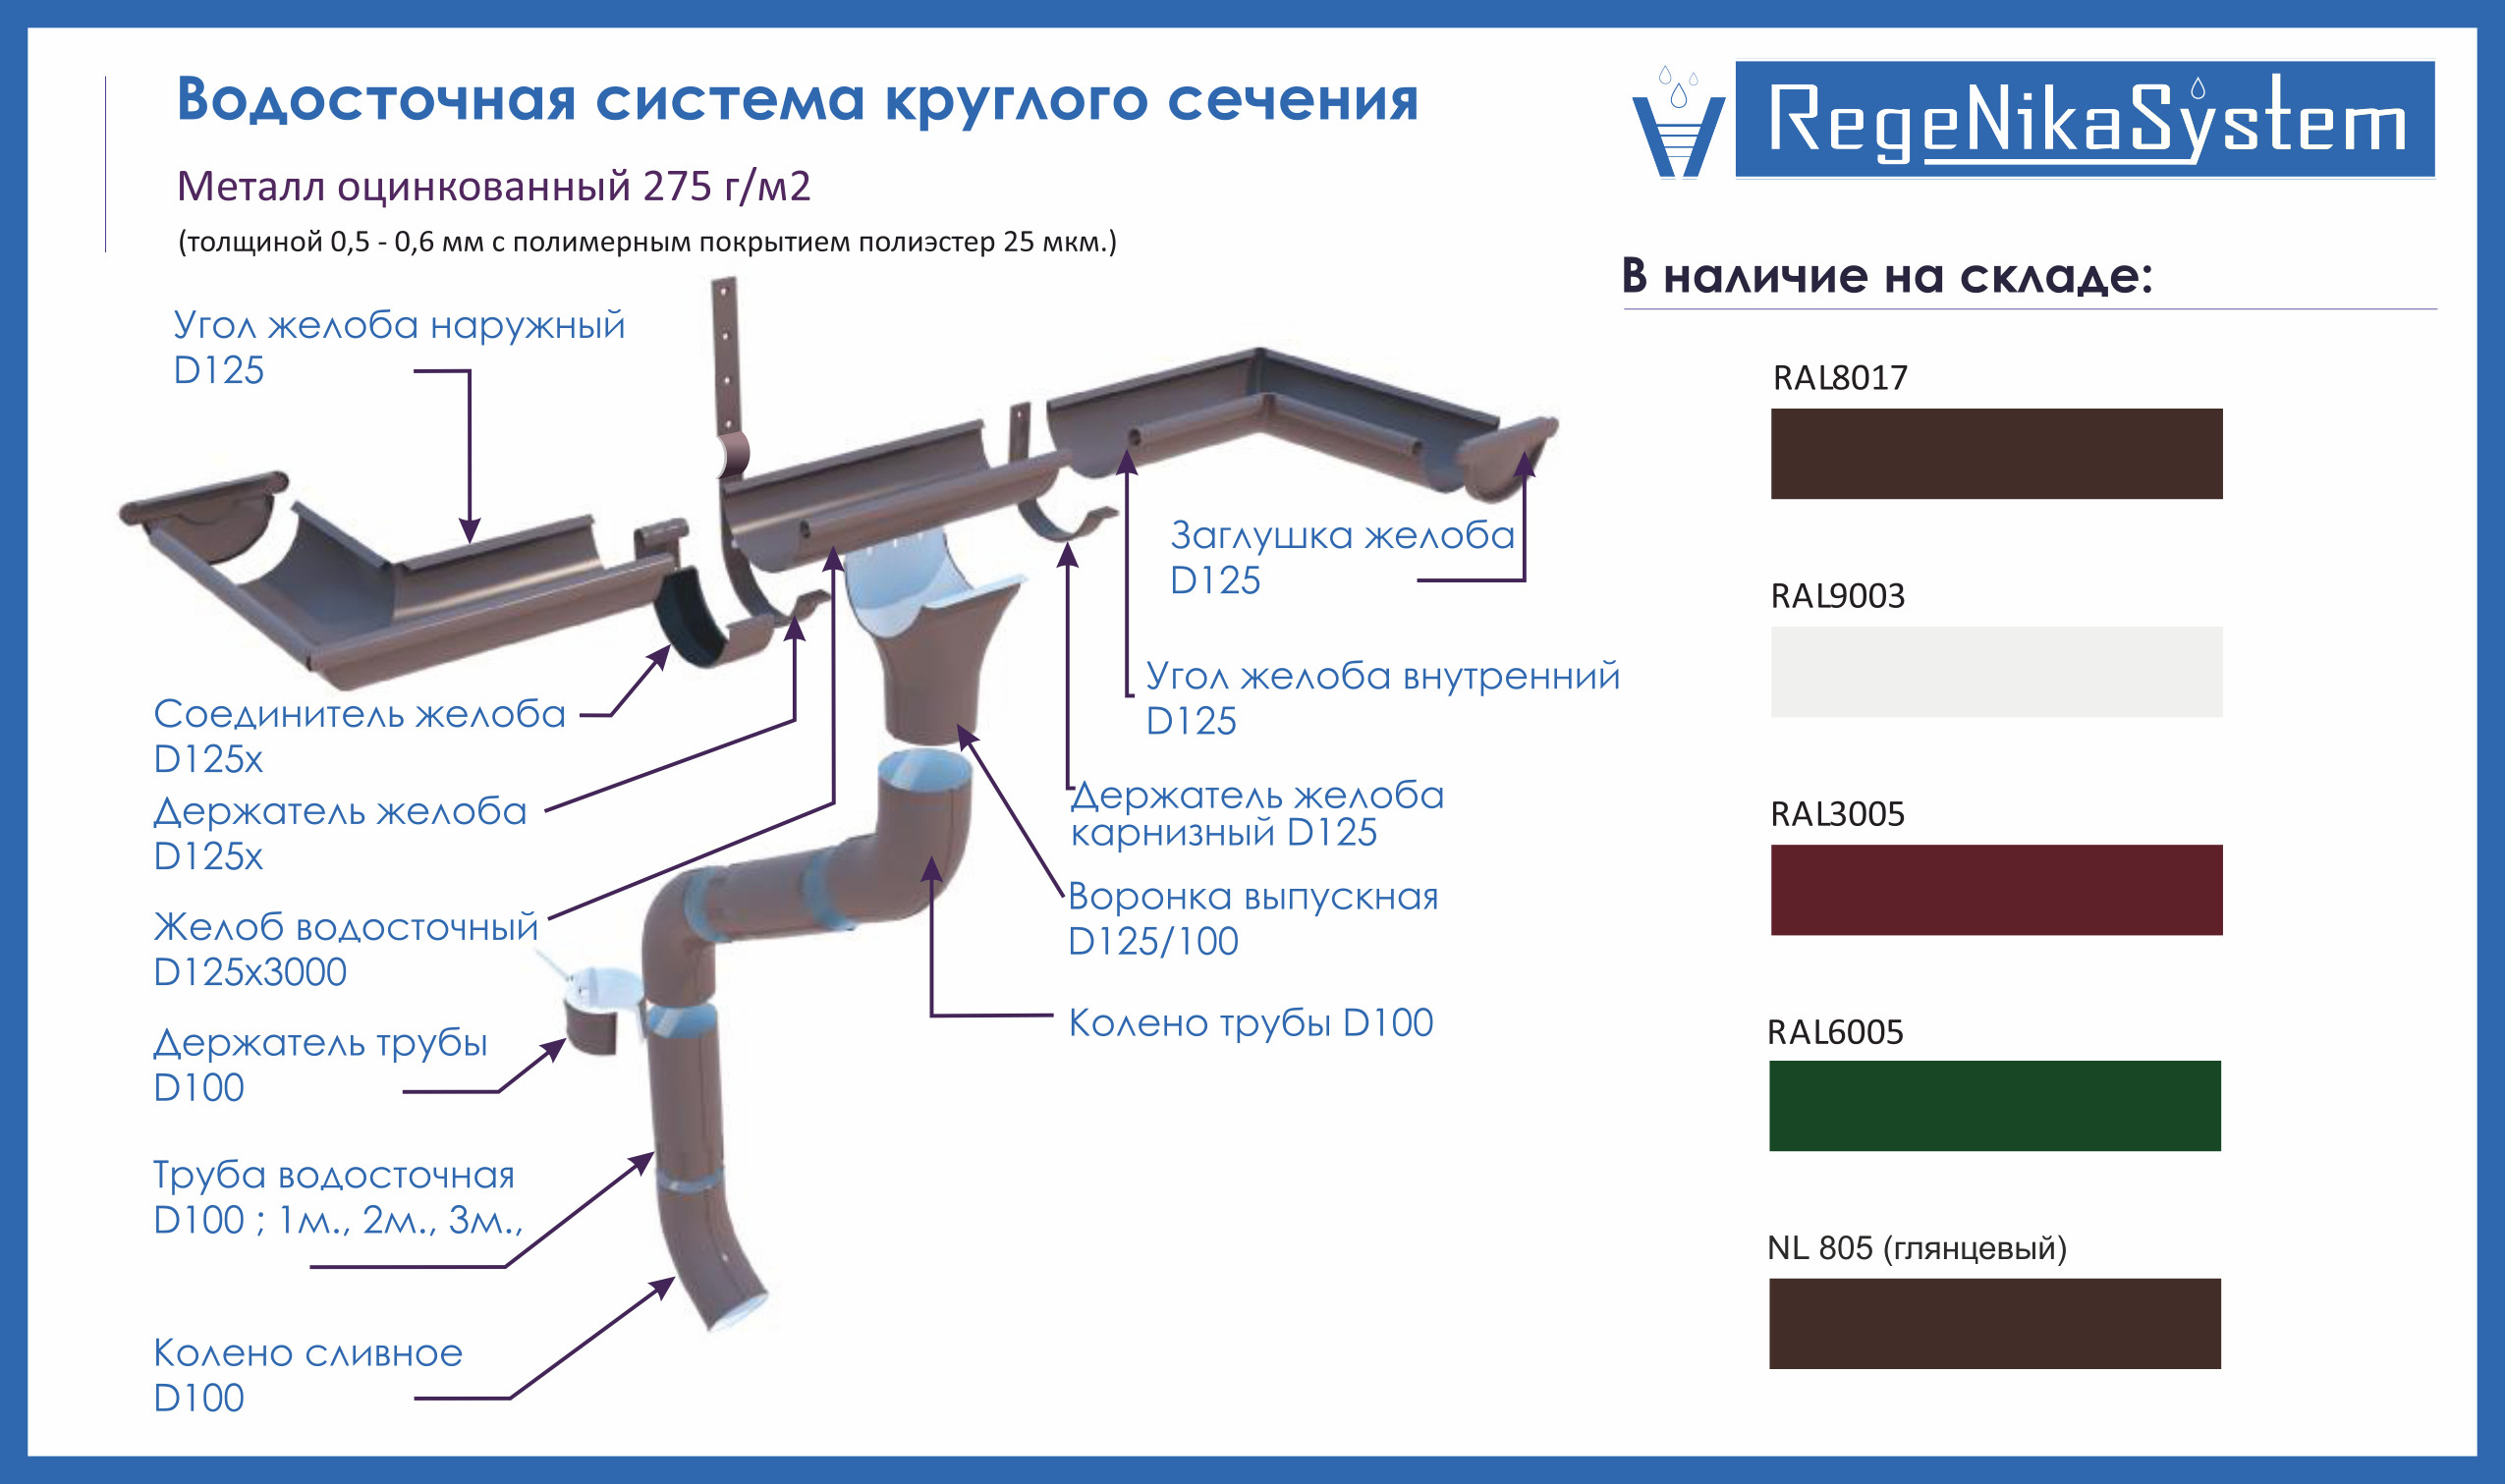 Водосточная система круглого сечения
Металл оцинкованный 275 г/м2
(толщиной 0,5 - 0,6 мм с полимерным покрытием полиэстер 25 мкм.)
RegeNikaSystem
Угол желоба наружный
D125
Заглушка желоба
D125
Угол желоба внутренний
D125
Соединитель желоба
D125х
Держатель желоба
D125х
Держатель желоба
карнизный D125
Желоб водосточный
D125х3000
Воронка выпускная
D125/100
Держатель трубы
D100
Колено трубы D100
Труба водосточная
D100 ; 1м., 2м., 3м.,
Колено сливное
D100
В наличие на складе:
RAL8017
RAL9003
RAL3005
RAL6005
NL 805 (глянцевый)